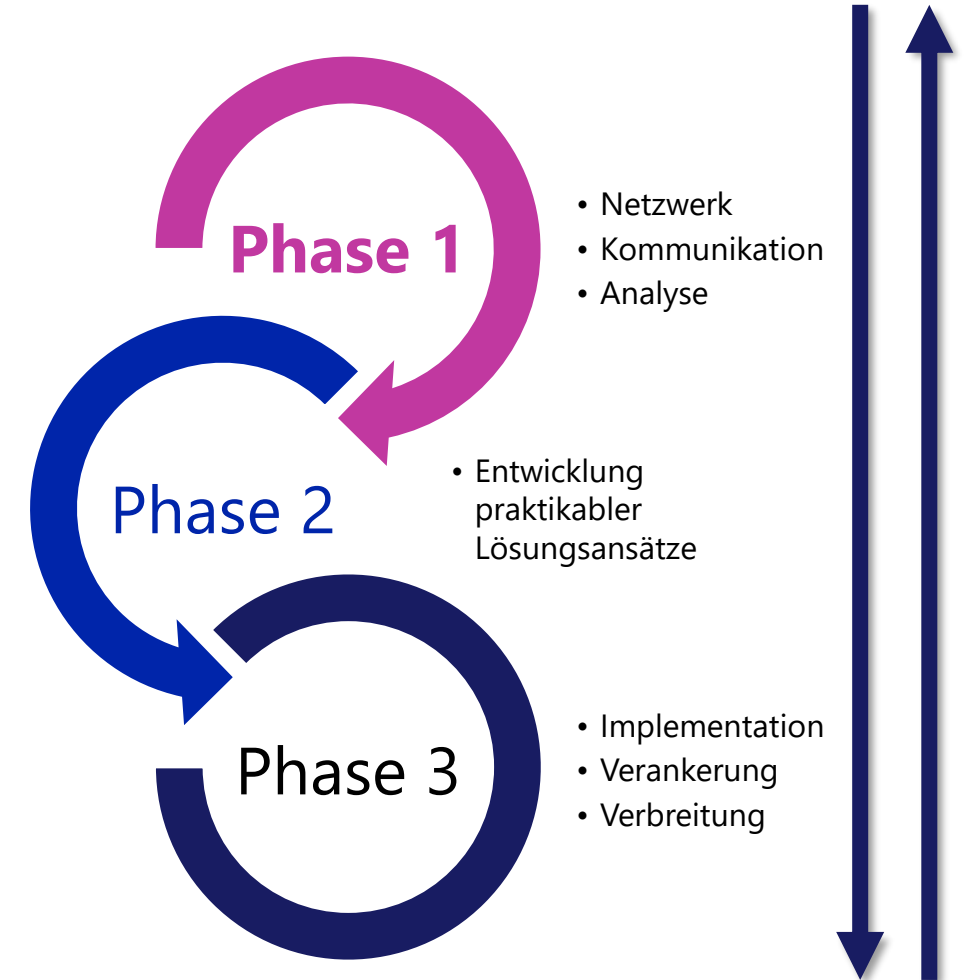 Phase 1
• Netzwerk
• Kommunikation
• Analyse
Phase 2
• Entwicklung
praktikabler
Lösungsansätze
Phase 3
• Implementation
• Verankerung
• Verbreitung